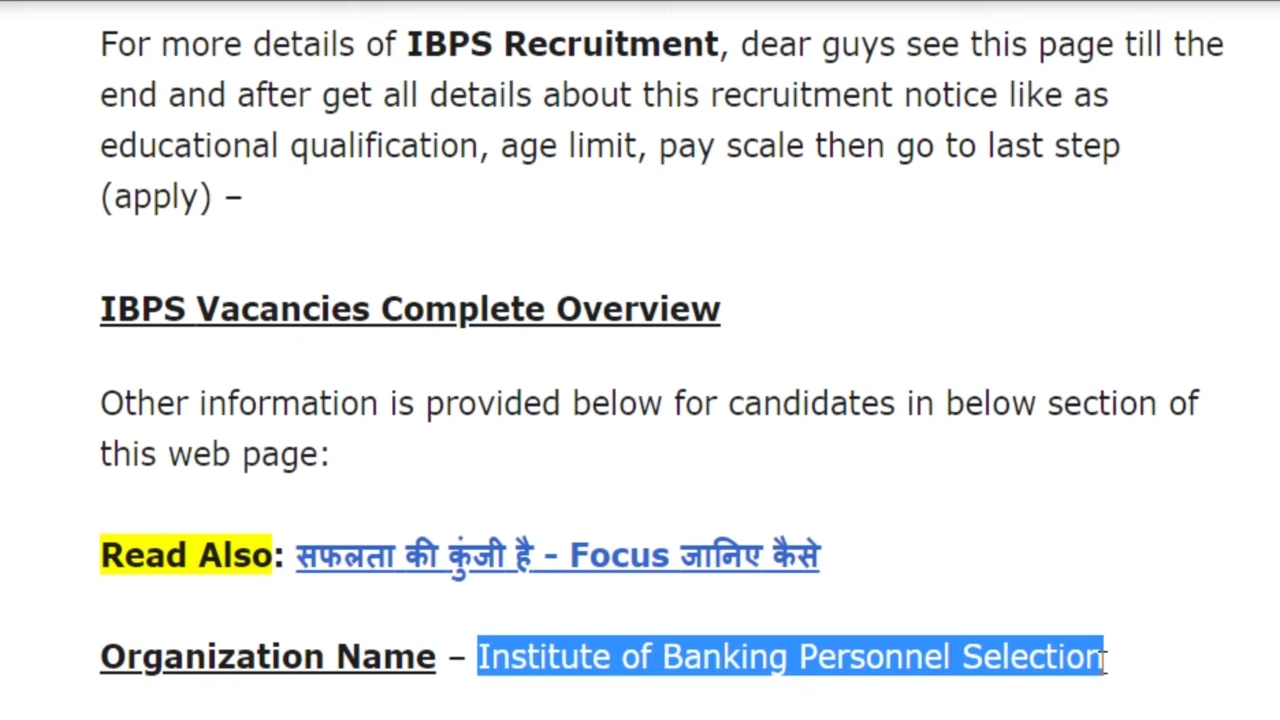 For more details of IBPS Recruitment, dear guys see this page till the
end and after get all details about this recruitment notice like as
educational qualification, age limit, pay scale then go to last step
(apply) –
IBPS Vacancies Complete Overview
Other information is provided below for candidates in below section of
this web page:
Read Also: सफलता की कुंजी है – Focus जानिए कैसे
Organization Name – Institute of Banking Personnel Selection